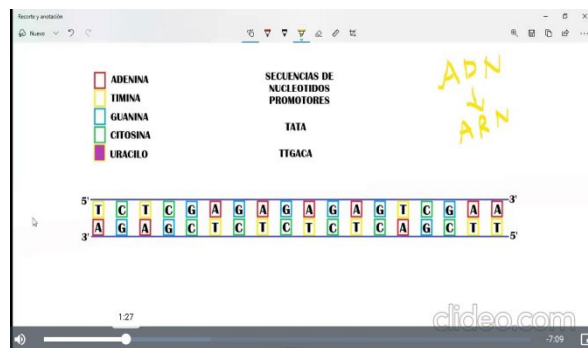 Recorte y anotación
Nuevo
ADENINA
TIMINA
GUANINA
CITOSINA
URACILO
SECUENCIAS DE
NUCLEOTIDOS
PROMOTORES
TATA
TTGACA
ADN
ARN
5' T C T C G A G A G A G A G T C G A A 3'
3' A G A G C T C T C T C T C A G C T T 5'
1:27
clideo.com
-7:09